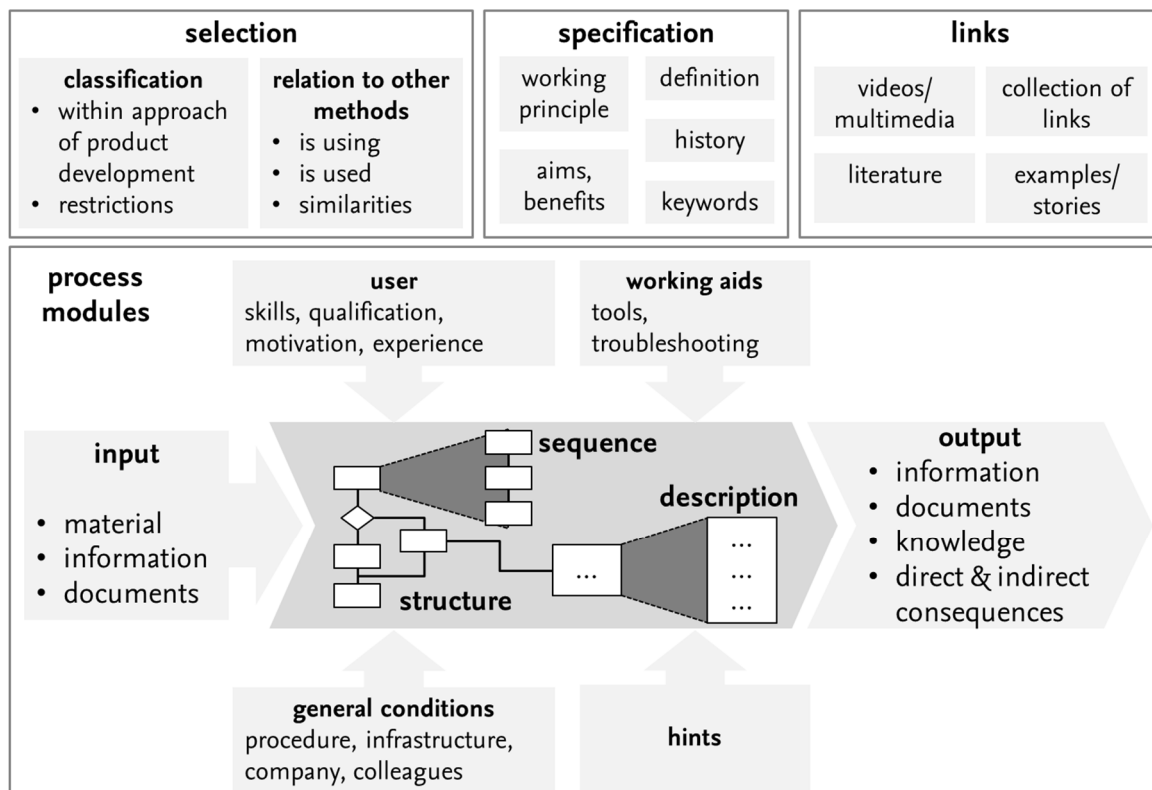 selection
classification
• within approach
of product
development
• restrictions
relation to other
methods
• is using
• is used
• similarities
specification
working
principle
aims,
benefits
definition
history
keywords
links
videos/
multimedia
literature
collection of
links
examples/
stories
process
modules
user
skills, qualification,
motivation, experience
working aids
tools,
troubleshooting
input
• material
• information
• documents
sequence
structure
...
description
...
...
...
output
• information
• documents
• knowledge
• direct & indirect
consequences
general conditions
procedure, infrastructure,
company, colleagues
hints